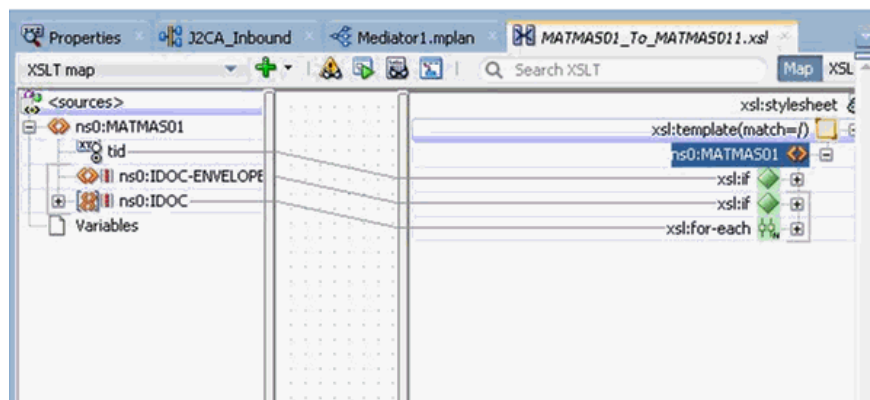 Properties J2CA_Inbound Mediator1.mplan MATMAS01_To_MATMAS011.xsl
XSLT map Search XSLT Map XSL
<sources> xsl:stylesheet
ns0:MATMAS01 xsl:template(match=/)
tid ns0:MATMAS01
ns0:IDOC-ENVELOPE xsl:if
ns0:IDOC xsl:if
Variables xsl:for-each